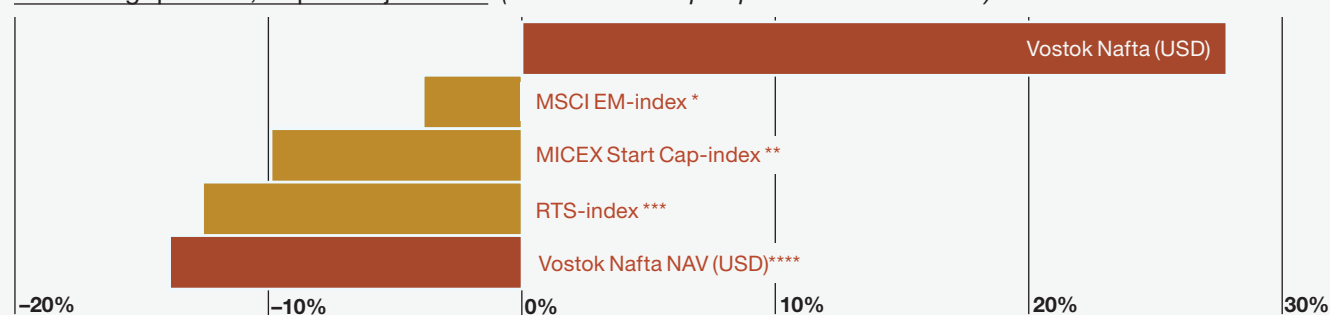 Vostok Nafta (USD)
MSCI EM-index *
MICEX Start Cap-index **
RTS-index ***
Vostok Nafta NAV (USD)****
–20% –10% 0% 10% 20% 30%